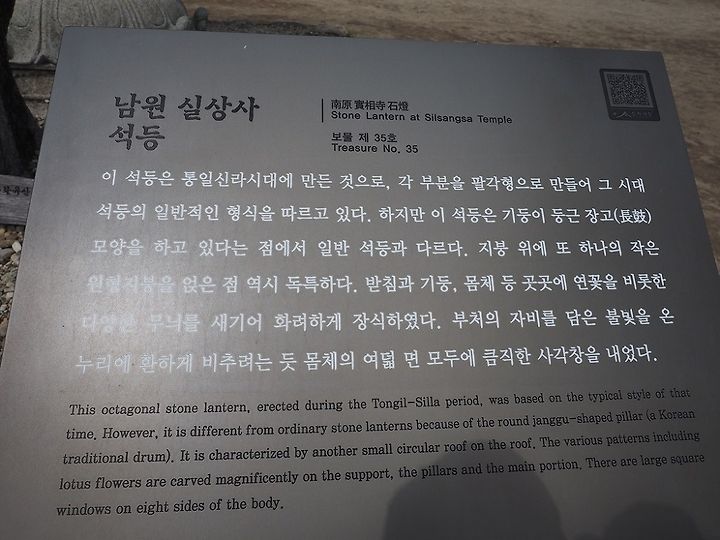 남원 실상사
석등
南原 實相寺 石燈
Stone Lantern at Silsangsa Temple
보물 제 35호
Treasure No. 35
이 석등은 통일신라시대에 만든 것으로, 각 부분을 팔각형으로 만들어 그 시대
석등의 일반적인 형식을 따르고 있다. 하지만 이 석등은 기둥이 둥근 장고(長鼓)
모양을 하고 있다는 점에서 일반 석등과 다르다. 지붕 위에 또 하나의 작은
원형지붕을 얹은 점 역시 독특하다. 받침과 기둥, 몸체 등 곳곳에 연꽃을 비롯한
다양한 무늬를 새기어 화려하게 장식하였다. 부처의 자비를 담은 불빛을 온
누리에 환하게 비추려는 듯 몸체의 여덟 면 모두에 큼직한 사각창을 내었다.
This octagonal stone lantern, erected during the Tongil-Silla period, was based on the typical style of that
time. However, it is different from ordinary stone lanterns because of the round janggu-shaped pillar (a Korean
traditional drum). It is characterized by another small circular roof on the roof. The various patterns including
lotus flowers are carved magnificently on the support, the pillars and the main portion. There are large square
windows on eight sides of the body.